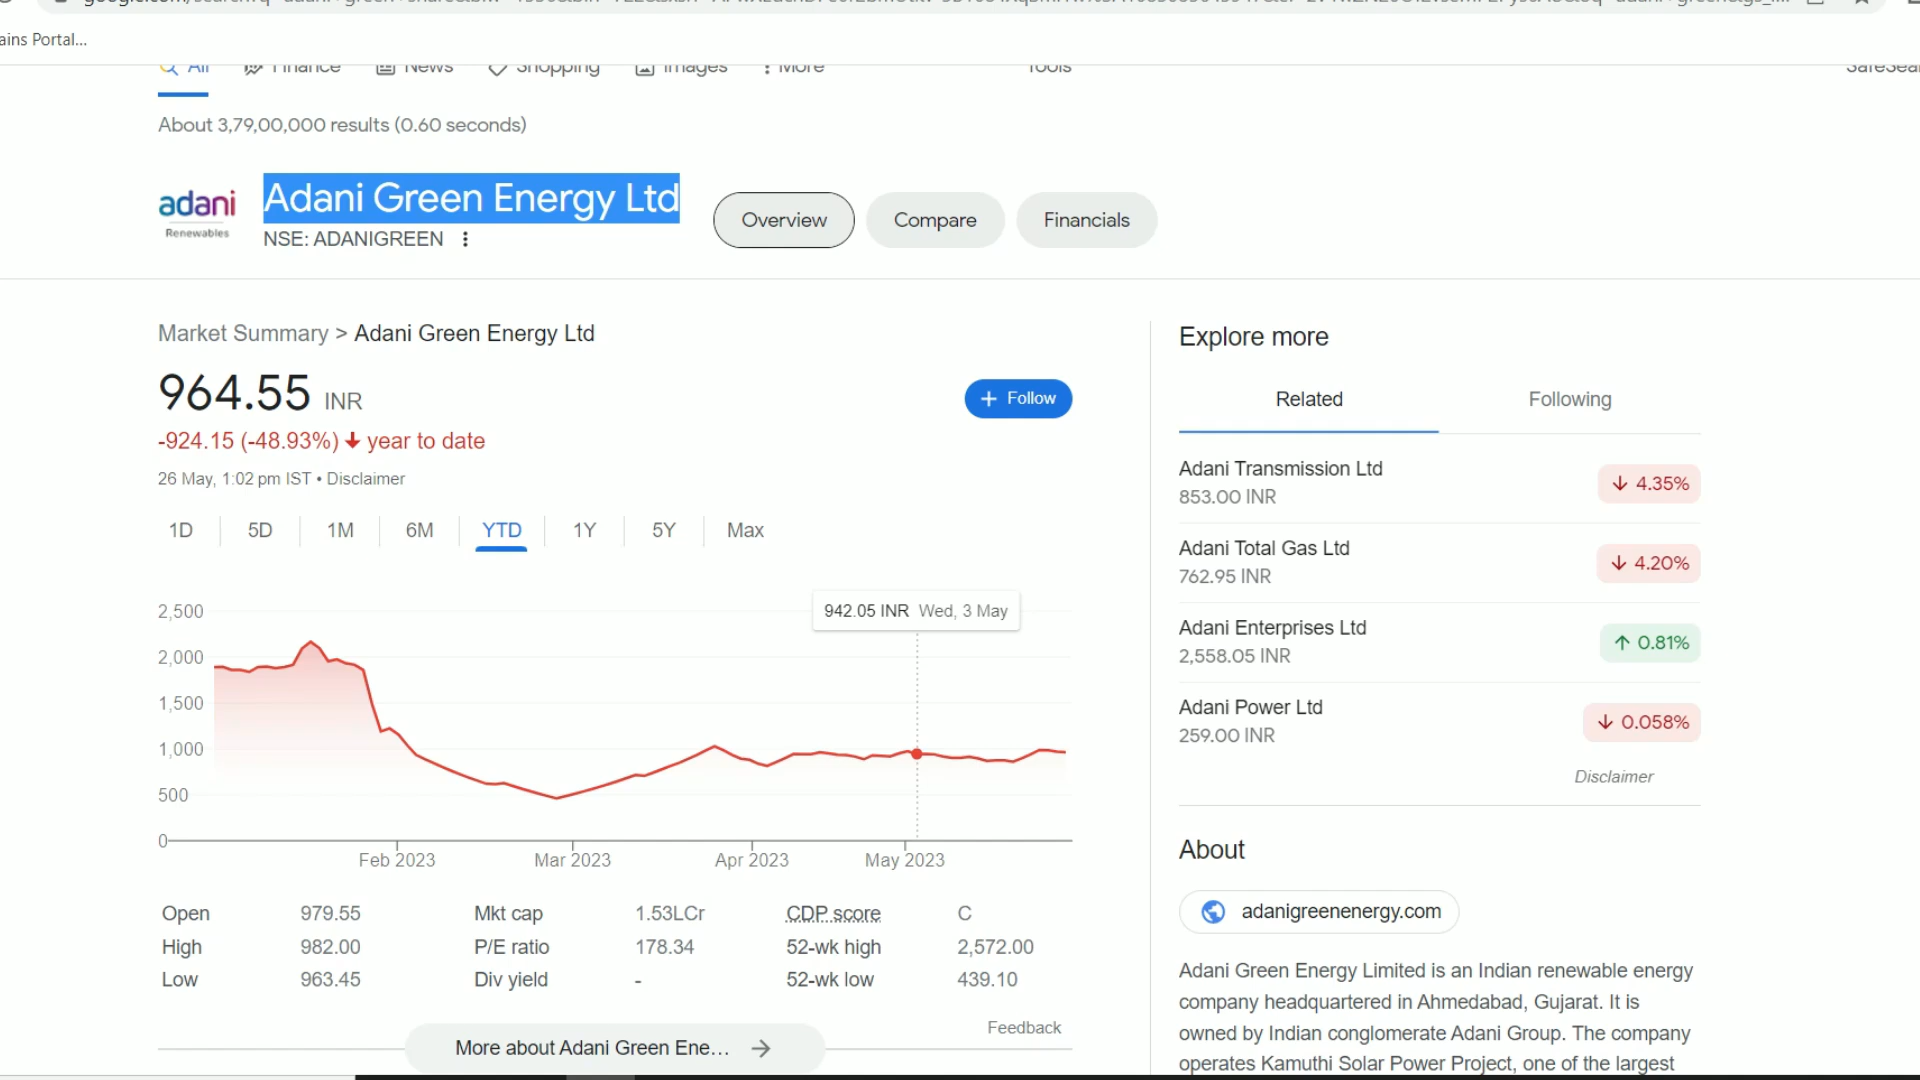 ains Portal...
All Finance News Shopping Images More Tools
About 3,79,00,000 results (0.60 seconds)
adani
Renewables
Adani Green Energy Ltd
NSE: ADANIGREEN
Overview Compare Financials
Market Summary > Adani Green Energy Ltd
964.55 INR
+ Follow
-924.15 (-48.93%) year to date
26 May, 1:02 pm IST • Disclaimer
1D 5D 1M 6M YTD 1Y 5Y Max
942.05 INR Wed, 3 May
2,500
2,000
1,500
1,000
500
0
Feb 2023 Mar 2023 Apr 2023 May 2023
Open 979.55 Mkt cap 1.53LCr CDP score C
High 982.00 P/E ratio 178.34 52-wk high 2,572.00
Low 963.45 Div yield - 52-wk low 439.10
Feedback
More about Adani Green Ene...
Explore more
Related Following
Adani Transmission Ltd
853.00 INR
4.35%
Adani Total Gas Ltd
762.95 INR
4.20%
Adani Enterprises Ltd
2,558.05 INR
0.81%
Adani Power Ltd
259.00 INR
0.058%
Disclaimer
About
adanigreenenergy.com
Adani Green Energy Limited is an Indian renewable energy
company headquartered in Ahmedabad, Gujarat. It is
owned by Indian conglomerate Adani Group. The company
operates Kamuthi Solar Power Project, one of the largest